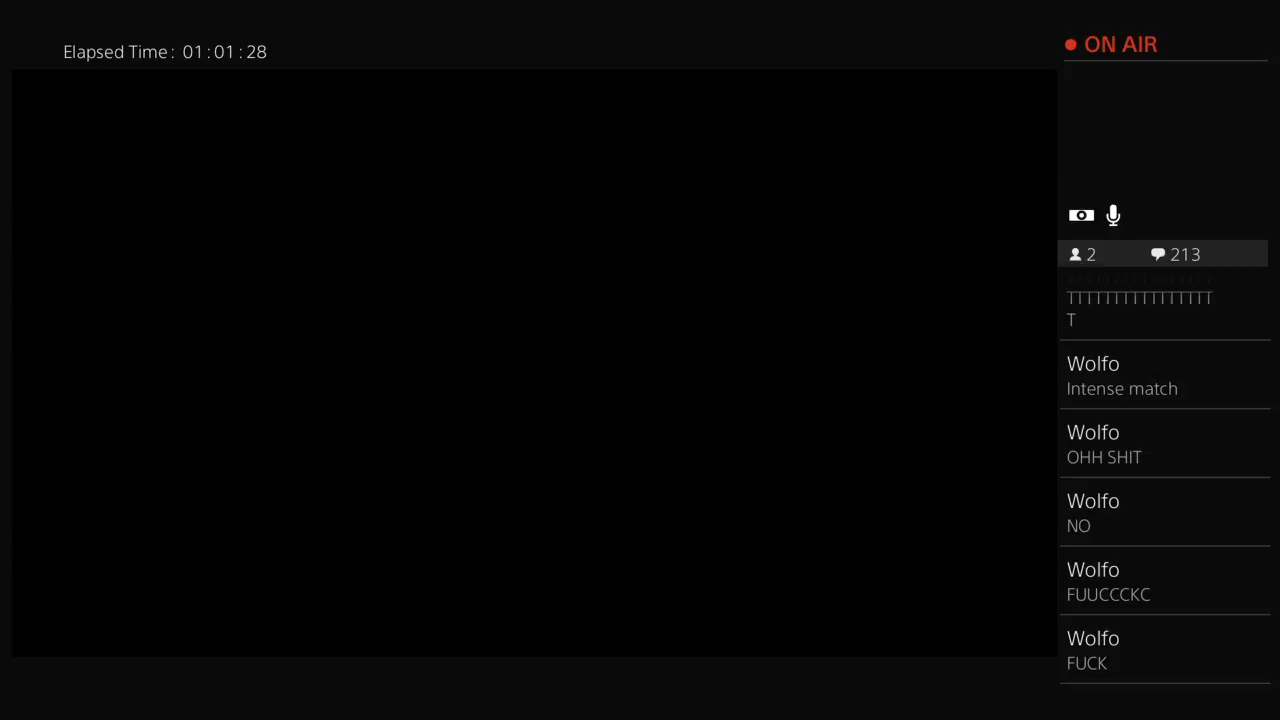 Elapsed Time: 01:01:28
ON AIR
2 213
TTTTTTTTTTTTTTTT
T
Wolfo
Intense match
Wolfo
OHH SHIT
Wolfo
NO
Wolfo
FUUCCCKC
Wolfo
FUCK